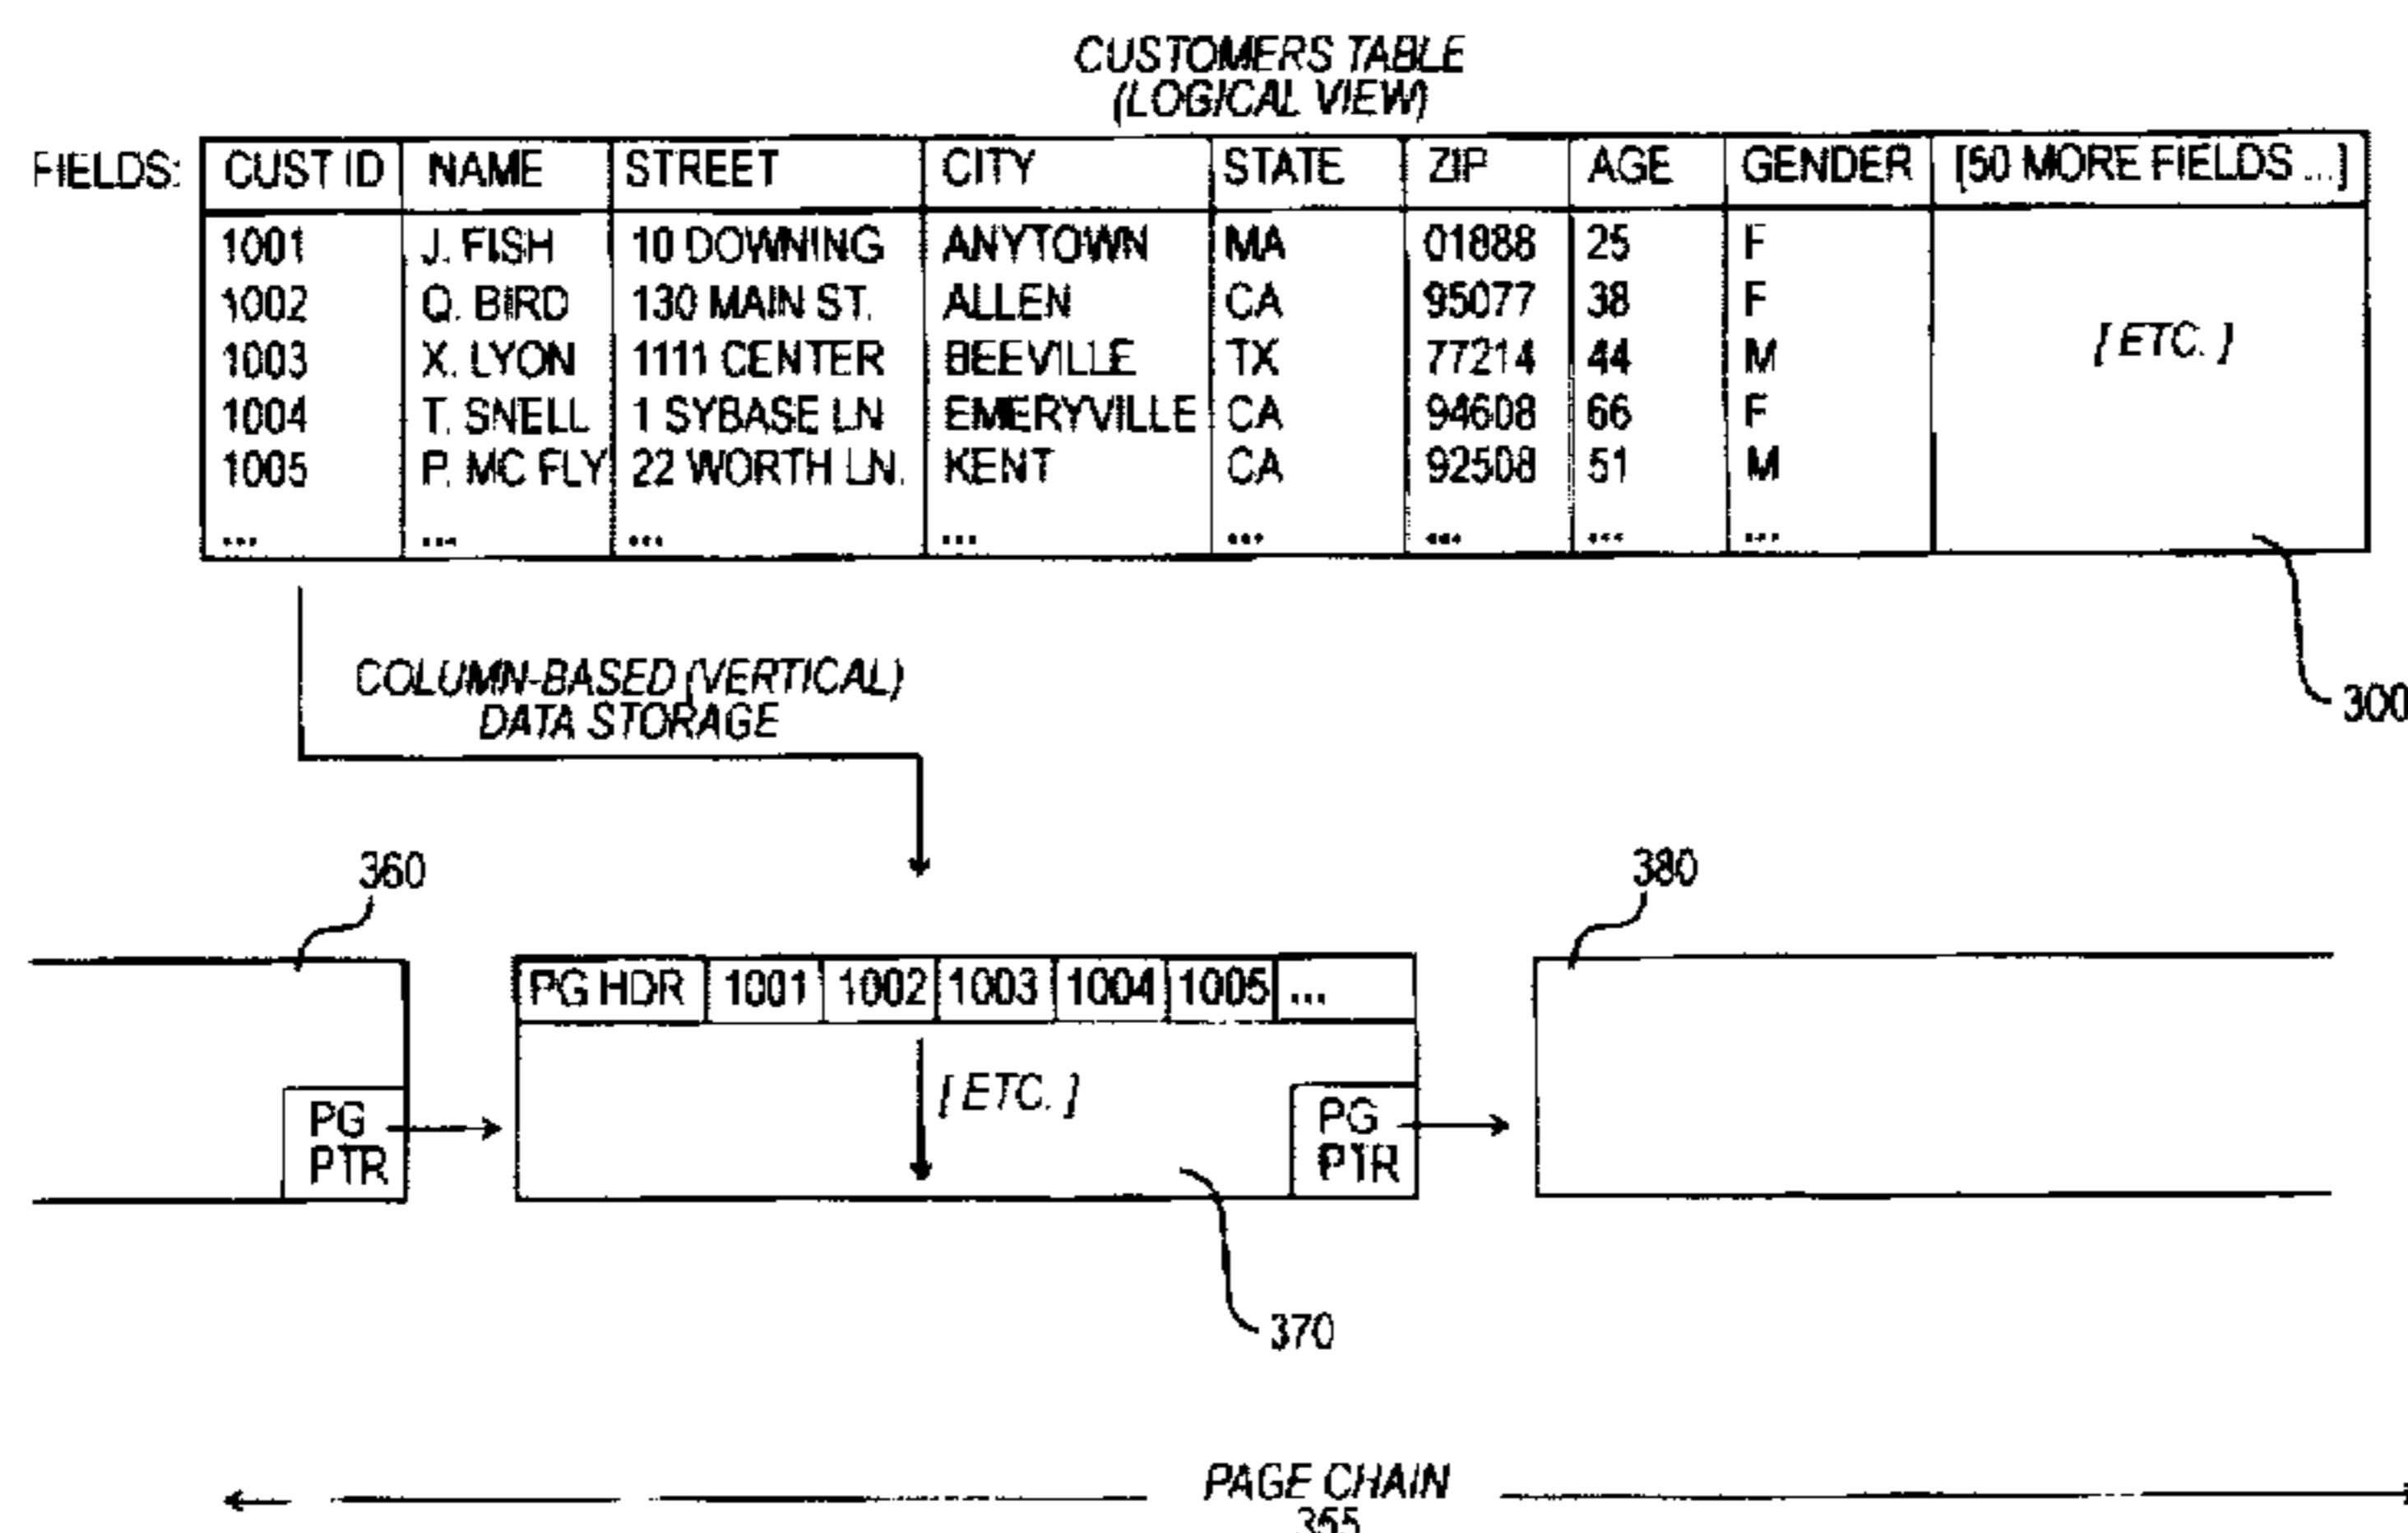 CUSTOMERS TABLE
(LOGICAL VIEW)
FIELDS: CUST ID NAME STREET CITY STATE ZIP AGE GENDER [50 MORE FIELDS ...]
1001 J. FISH 10 DOWNING ANYTOWN MA 01888 25 F
1002 Q. BIRD 130 MAIN ST. ALLEN CA 95077 38 F
[ ETC. ]
1003 X. LYON 1111 CENTER BEEVILLE TX 77214 44 M
1004 T. SNELL 1 SYBASE LN EMERYVILLE CA 94608 66 F
1005 P. MC FLY 22 WORTH LN. KENT CA 92508 51 M
... ... ... ... ... ... ... ...
COLUMN-BASED (VERTICAL)
DATA STORAGE
300
360
380
PG HDR 1001 1002 1003 1004 1005 ...
[ ETC. ]
PG
PTR
PG
PTR
370
PAGE CHAIN
355